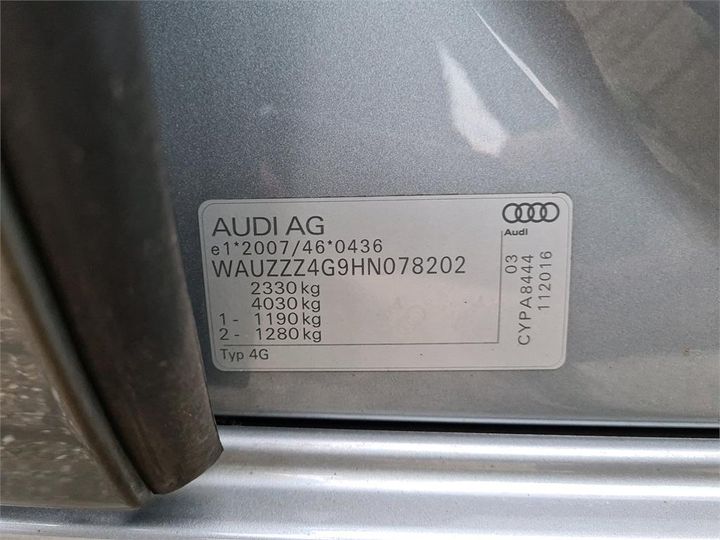 AUDI AG
e1*2007/46*0436
WAUZZZ4G9HN078202
2330kg
4030kg
1- 1190kg
2- 1280kg
Typ 4G
Audi
CYPA8444 03
112016